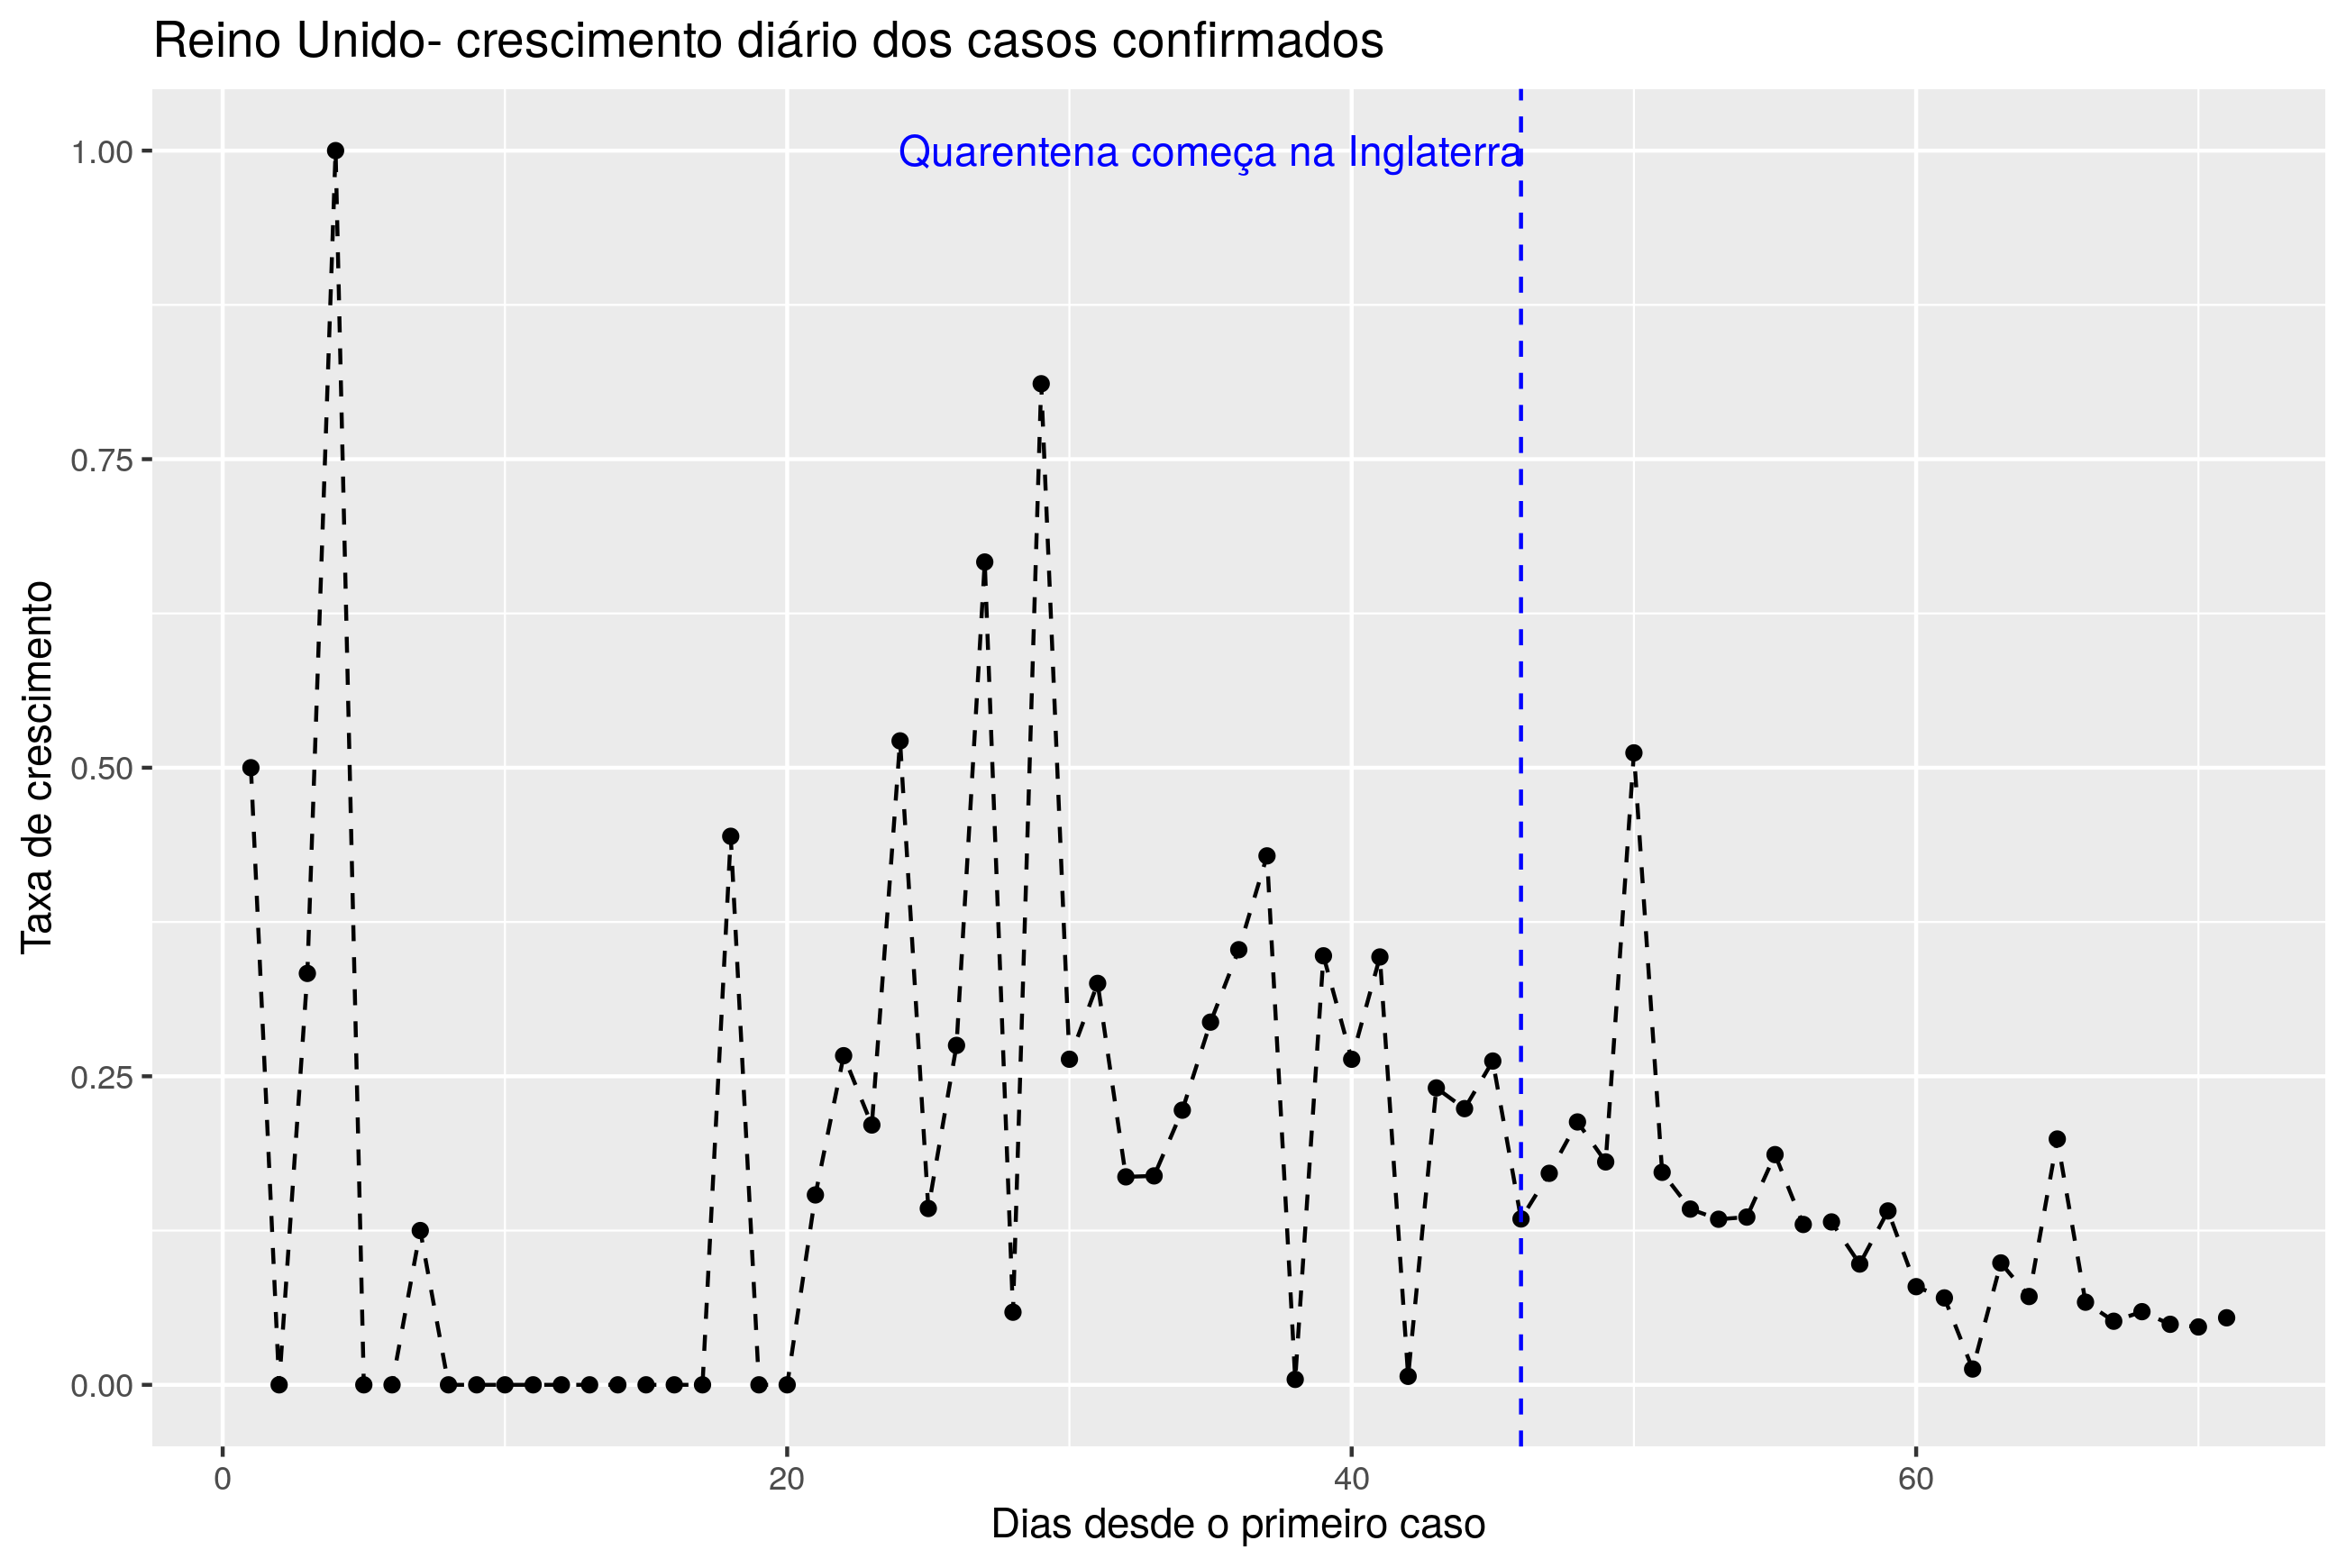 Reino Unido- crescimento diário dos casos confirmados
Quarentena começa na Inglaterra
1.00
0.75
0.50
0.25
0.00
Taxa de crescimento
0 20 40 60
Dias desde o primeiro caso